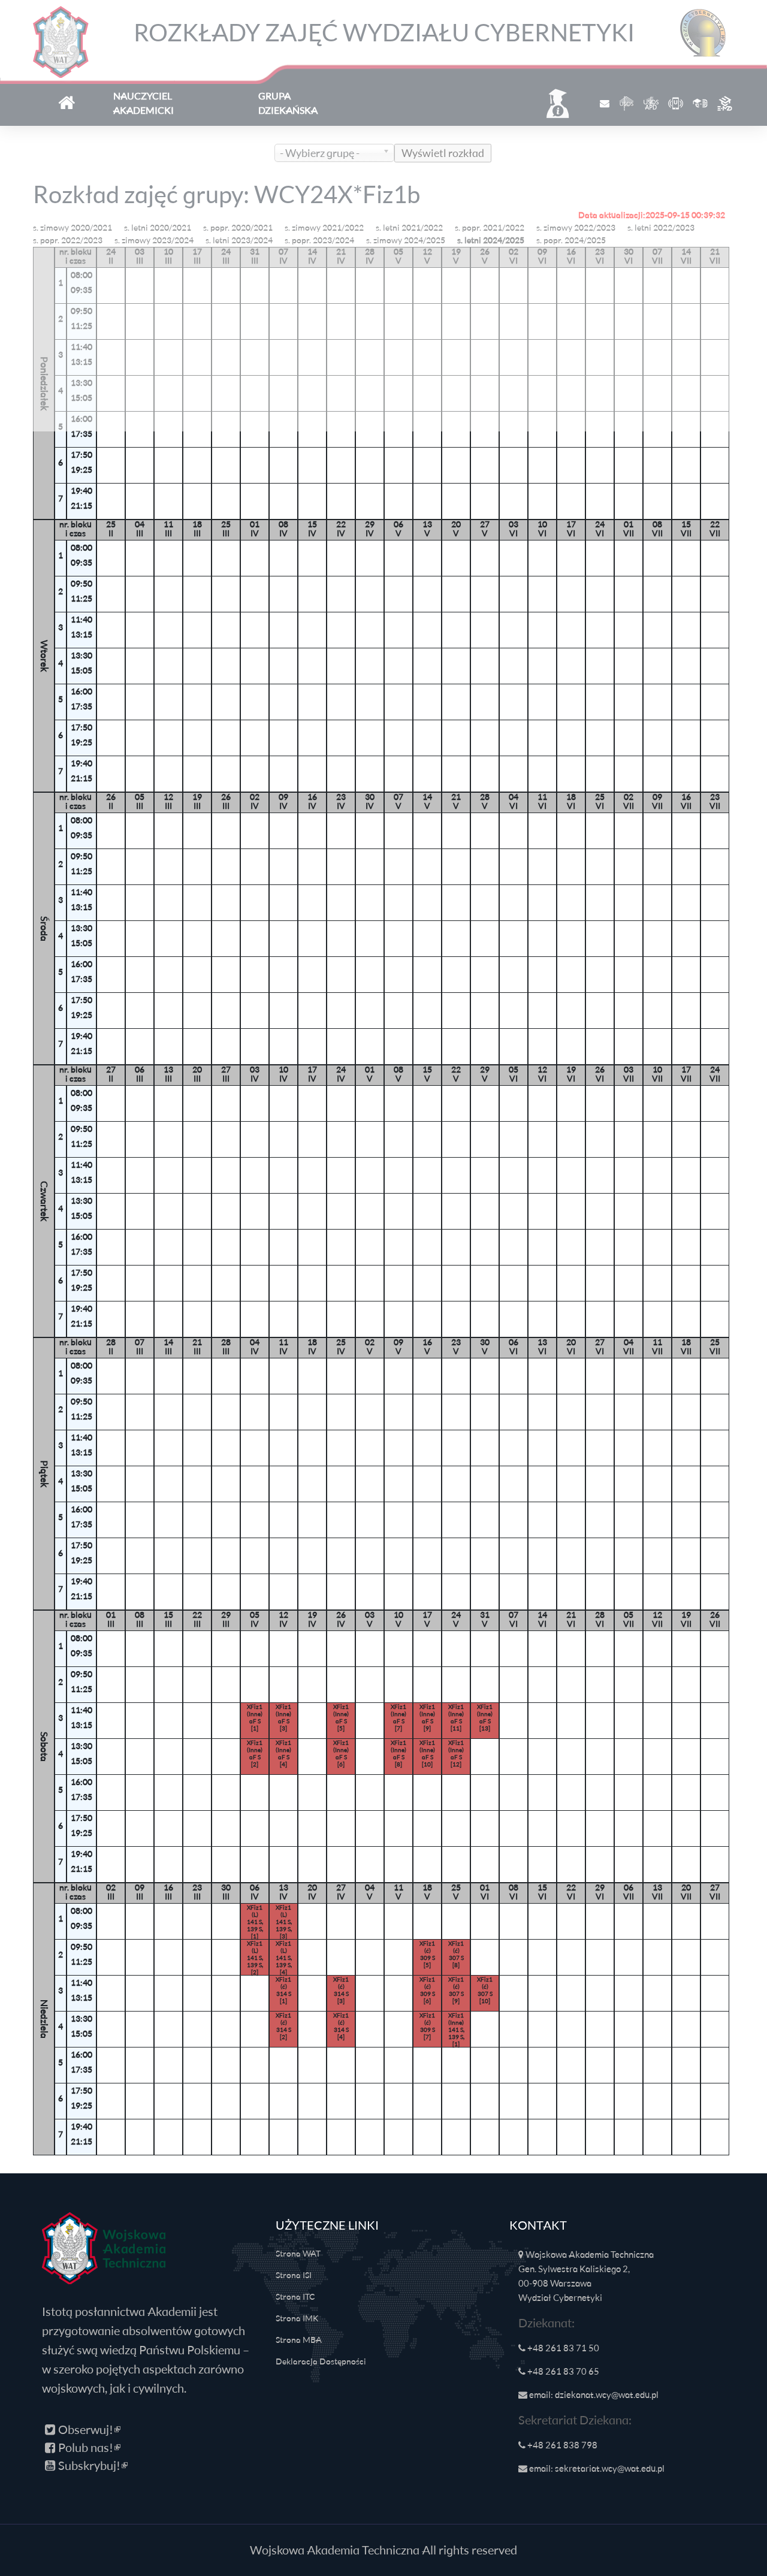 ROZKŁADY ZAJĘĆ WYDZIAŁU CYBERNETYKI
NAUCZYCIEL
AKADEMICKI
GRUPA
DZIEKAŃSKA
- Wybierz grupę -
Wyświetl rozkład
Rozkład zajęć grupy: WCY24X*Fiz1b
Data aktualizacji:2025-09-15 00:39:32
s. zimowy 2020/2021 s. letni 2020/2021 s. popr. 2020/2021 s. zimowy 2021/2022 s. letni 2021/2022 s. popr. 2021/2022 s. zimowy 2022/2023 s. letni 2022/2023
s. popr. 2022/2023 s. zimowy 2023/2024 s. letni 2023/2024 s. popr. 2023/2024 s. zimowy 2024/2025 s. letni 2024/2025 s. popr. 2024/2025
Poniedziałek
nr. bloku 24 03 10 17 24 31 07 14 21 28 05 12 19 26 02 09 16 23 30 07 14 21
i czas II III III III III III IV IV IV IV V V V V VI VI VI VI VI VII VII VII
1 08:00 09:35
2 09:50 11:25
3 11:40 13:15
4 13:30 15:05
5 16:00 17:35
6 17:50 19:25
7 19:40 21:15
Wtorek
nr. bloku 25 04 11 18 25 01 08 15 22 29 06 13 20 27 03 10 17 24 01 08 15 22
i czas II III III III III IV IV IV IV IV V V V V VI VI VI VI VII VII VII VII
1 08:00 09:35
2 09:50 11:25
3 11:40 13:15
4 13:30 15:05
5 16:00 17:35
6 17:50 19:25
7 19:40 21:15
Środa
nr. bloku 26 05 12 19 26 02 09 16 23 30 07 14 21 28 04 11 18 25 02 09 16 23
i czas II III III III III IV IV IV IV IV V V V V VI VI VI VI VII VII VII VII
1 08:00 09:35
2 09:50 11:25
3 11:40 13:15
4 13:30 15:05
5 16:00 17:35
6 17:50 19:25
7 19:40 21:15
Czwartek
nr. bloku 27 06 13 20 27 03 10 17 24 01 08 15 22 29 05 12 19 26 03 10 17 24
i czas II III III III III IV IV IV IV V V V V V VI VI VI VI VII VII VII VII
1 08:00 09:35
2 09:50 11:25
3 11:40 13:15
4 13:30 15:05
5 16:00 17:35
6 17:50 19:25
7 19:40 21:15
Piątek
nr. bloku 28 07 14 21 28 04 11 18 25 02 09 16 23 30 06 13 20 27 04 11 18 25
i czas II III III III III IV IV IV IV V V V V V VI VI VI VI VII VII VII VII
1 08:00 09:35
2 09:50 11:25
3 11:40 13:15
4 13:30 15:05
5 16:00 17:35
6 17:50 19:25
7 19:40 21:15
Sobota
nr. bloku 01 08 15 22 29 05 12 19 26 03 10 17 24 31 07 14 21 28 05 12 19 26
i czas III III III III III IV IV IV IV V V V V V VI VI VI VI VII VII VII VII
1 08:00 09:35
2 09:50 11:25
3 11:40 13:15
XFiz1 XFiz1 XFiz1 XFiz1 XFiz1 XFiz1 XFiz1
(inne) (inne) (inne) (inne) (inne) (inne) (inne)
aF S aF S aF S aF S aF S aF S aF S
[1] [3] [5] [7] [9] [11] [13]
4 13:30 15:05
XFiz1 XFiz1 XFiz1 XFiz1 XFiz1 XFiz1
(inne) (inne) (inne) (inne) (inne) (inne)
aF S aF S aF S aF S aF S aF S
[2] [4] [6] [8] [10] [12]
5 16:00 17:35
6 17:50 19:25
7 19:40 21:15
Niedziela
nr. bloku 02 09 16 23 30 06 13 20 27 04 11 18 25 01 08 15 22 29 06 13 20 27
i czas III III III III III IV IV IV IV V V V V VI VI VI VI VI VII VII VII VII
1 08:00 09:35
XFiz1 XFiz1
(L) (L)
141 S, 141 S,
139 S, 139 S,
[1] [3]
2 09:50 11:25
XFiz1 XFiz1 XFiz1 XFiz1
(L) (L) (ć) (ć)
141 S, 141 S, 309 S 307 S
139 S, 139 S, [5] [8]
[2] [4]
3 11:40 13:15
XFiz1 XFiz1 XFiz1 XFiz1 XFiz1
(ć) (ć) (ć) (ć) (ć)
314 S 314 S 309 S 307 S 307 S
[1] [3] [6] [9] [10]
4 13:30 15:05
XFiz1 XFiz1 XFiz1 XFiz1
(ć) (ć) (ć) (inne)
314 S 314 S 309 S 141 S,
[2] [4] [7] 139 S,
[1]
5 16:00 17:35
6 17:50 19:25
7 19:40 21:15
WAT
Wojskowa
Akademia
Techniczna
Istotą posłannictwa Akademii jest
przygotowanie absolwentów gotowych
służyć swą wiedzą Państwu Polskiemu –
w szeroko pojętych aspektach zarówno
wojskowych, jak i cywilnych.
Obserwuj!
Polub nas!
Subskrybuj!
UŻYTECZNE LINKI
Strona WAT
Strona ISI
Strona ITC
Strona IMK
Strona MBA
Deklaracja Dostępności
KONTAKT
Wojskowa Akademia Techniczna
Gen. Sylwestra Kaliskiego 2,
00-908 Warszawa
Wydział Cybernetyki
Dziekanat:
+48 261 83 71 50
+48 261 83 70 65
email: dziekanat.wcy@wat.edu.pl
Sekretariat Dziekana:
+48 261 838 798
email: sekretariat.wcy@wat.edu.pl
Wojskowa Akademia Techniczna All rights reserved